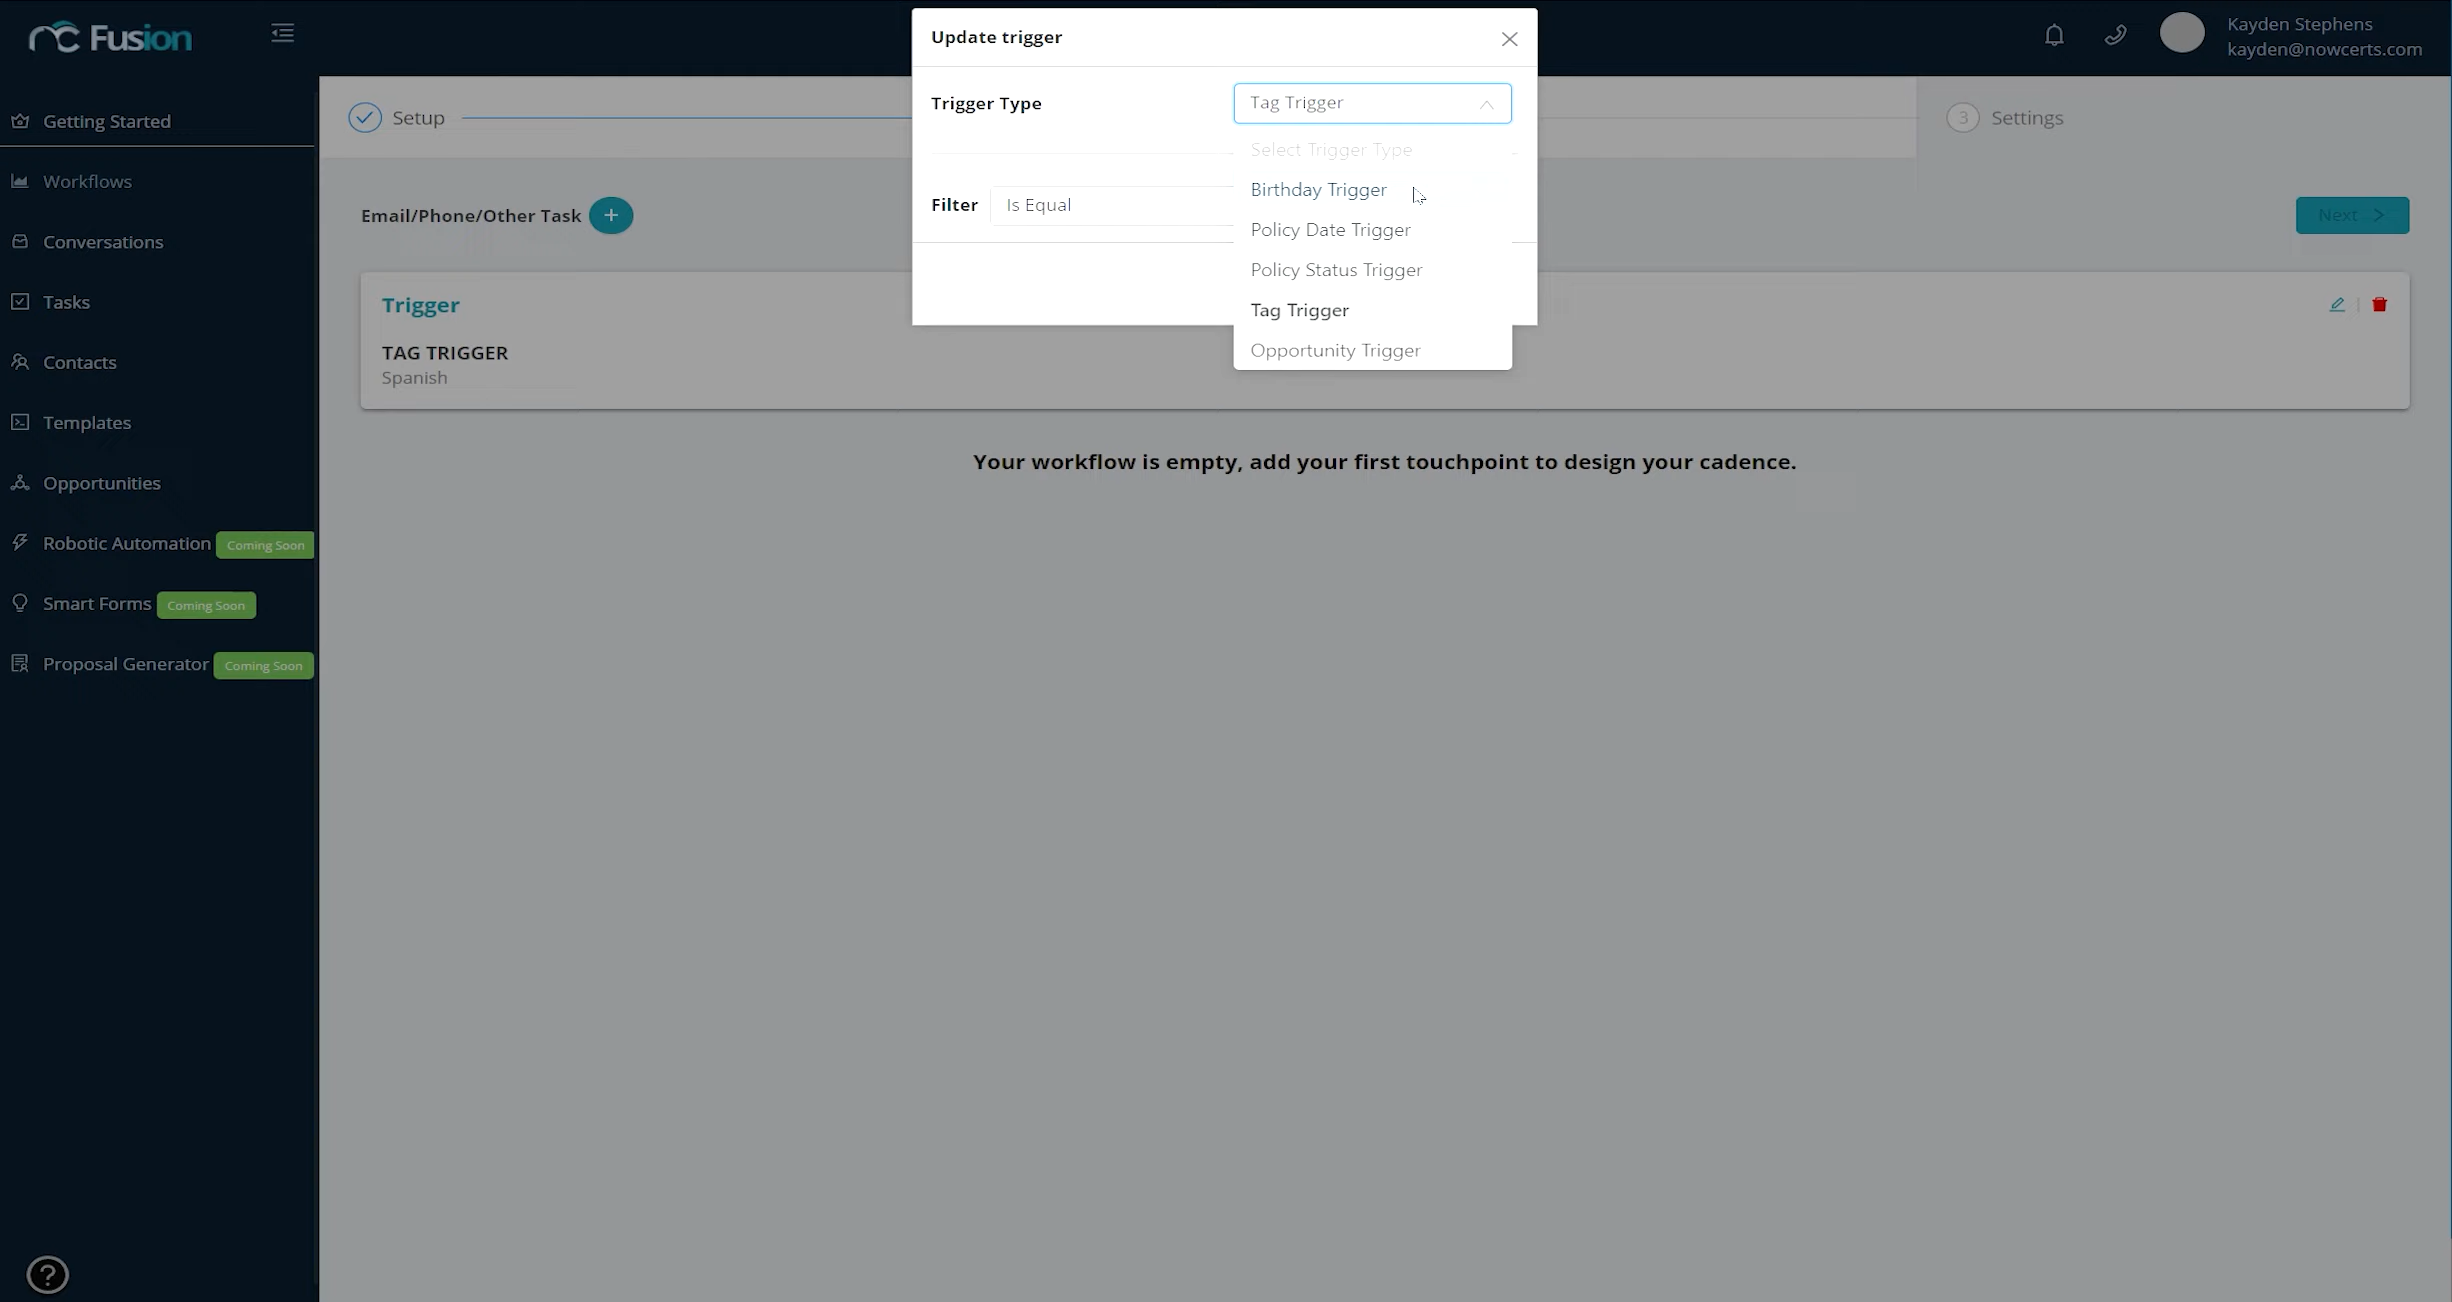 nc Fusion
Kayden Stephens
kayden@nowcerts.com
Getting Started
Workflows
Conversations
Tasks
Contacts
Templates
Opportunities
Robotic Automation Coming Soon
Smart Forms Coming Soon
Proposal Generator Coming Soon
Setup
3 Settings
Update trigger
Trigger Type
Tag Trigger
Select Trigger Type
Birthday Trigger
Policy Date Trigger
Policy Status Trigger
Tag Trigger
Opportunity Trigger
Filter Is Equal
Email/Phone/Other Task +
Next >
Trigger
TAG TRIGGER
Spanish
Your workflow is empty, add your first touchpoint to design your cadence.
?